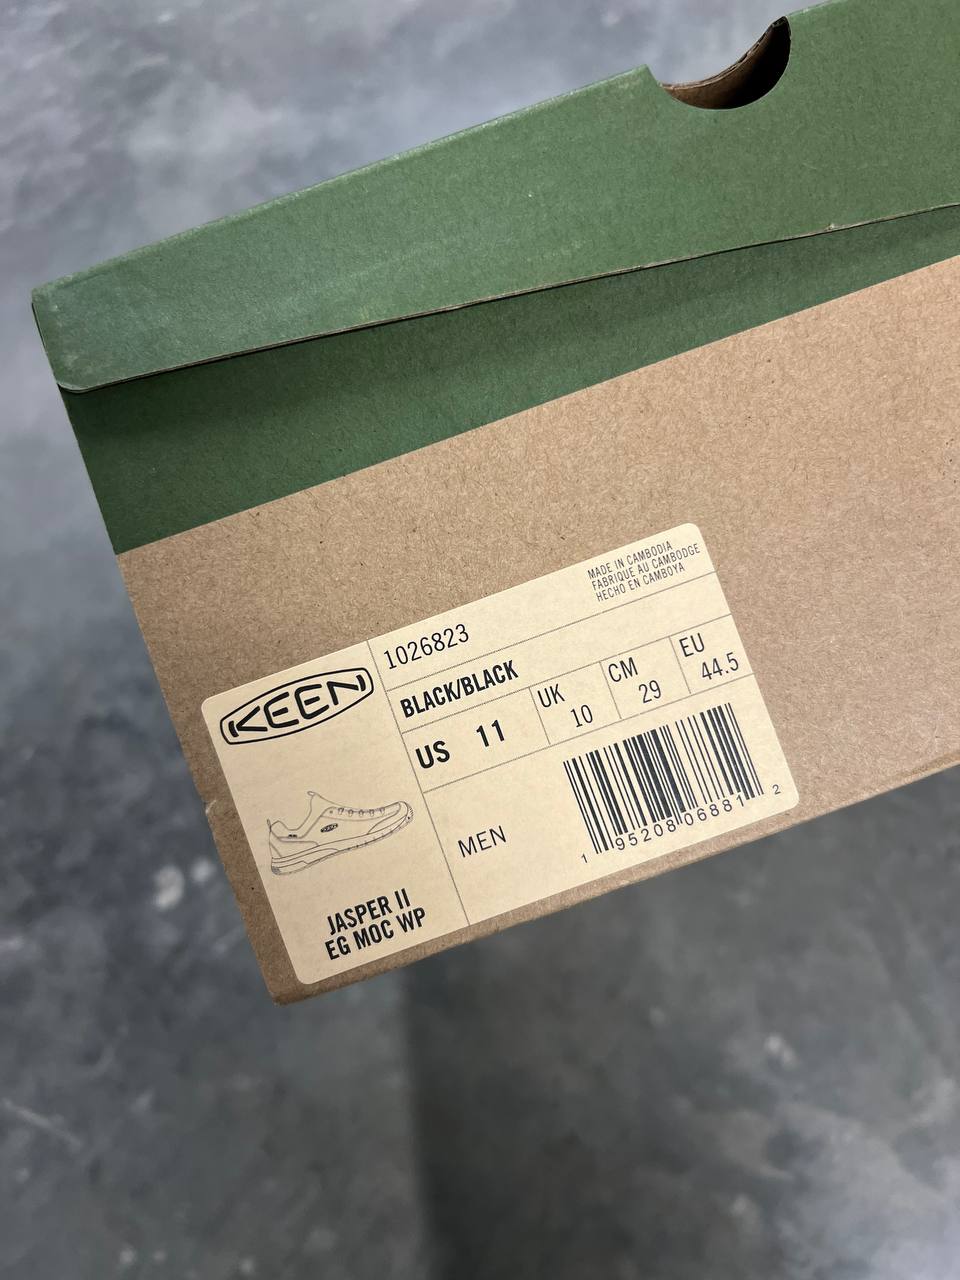 MADE IN CAMBODIA
FABRIQUE AU CAMBODGE
HECHO EN CAMBOYA
1026823
KEEN
BLACK/BLACK
US 11
UK 10
CM 29
EU 44.5
MEN
1 95208 06881 2
KEEN
JASPER II
EG MOC WP